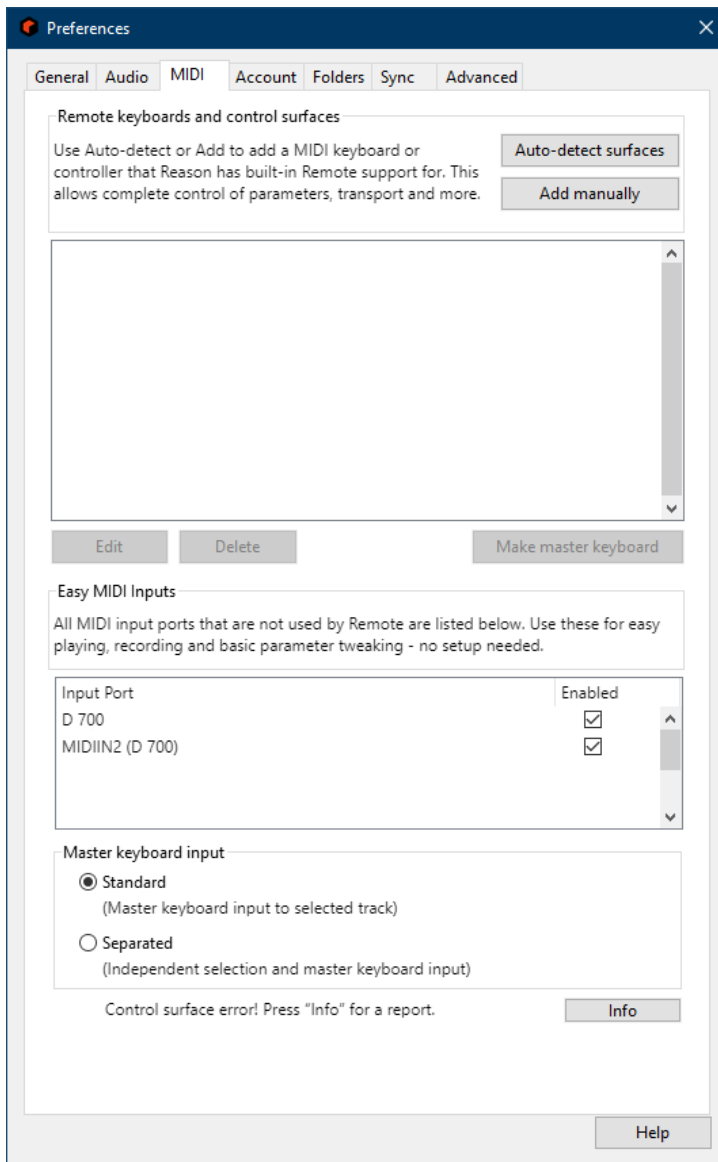 Preferences
General Audio MIDI Account Folders Sync Advanced
Remote keyboards and control surfaces
Use Auto-detect or Add to add a MIDI keyboard or
controller that Reason has built-in Remote support for. This
allows complete control of parameters, transport and more.
Auto-detect surfaces
Add manually
Edit Delete Make master keyboard
Easy MIDI Inputs
All MIDI input ports that are not used by Remote are listed below. Use these for easy
playing, recording and basic parameter tweaking - no setup needed.
Input Port Enabled
D 700
MIDIIN2 (D 700)
Master keyboard input
Standard
(Master keyboard input to selected track)
Separated
(Independent selection and master keyboard input)
Control surface error! Press “Info” for a report. Info
Help